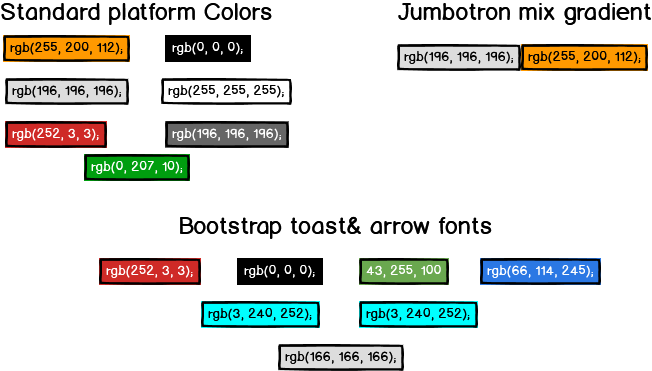 Standard platform Colors
Jumbotron mix gradient
rgb(255, 200, 112);
rgb(0, 0, 0);
rgb(196, 196, 196);
rgb(255, 200, 112);
rgb(196, 196, 196);
rgb(255, 255, 255);
rgb(252, 3, 3);
rgb(196, 196, 196);
rgb(0, 207, 10);
Bootstrap toast& arrow fonts
rgb(252, 3, 3);
rgb(0, 0, 0);
43, 255, 100
rgb(66, 114, 245);
rgb(3, 240, 252);
rgb(3, 240, 252);
rgb(166, 166, 166);